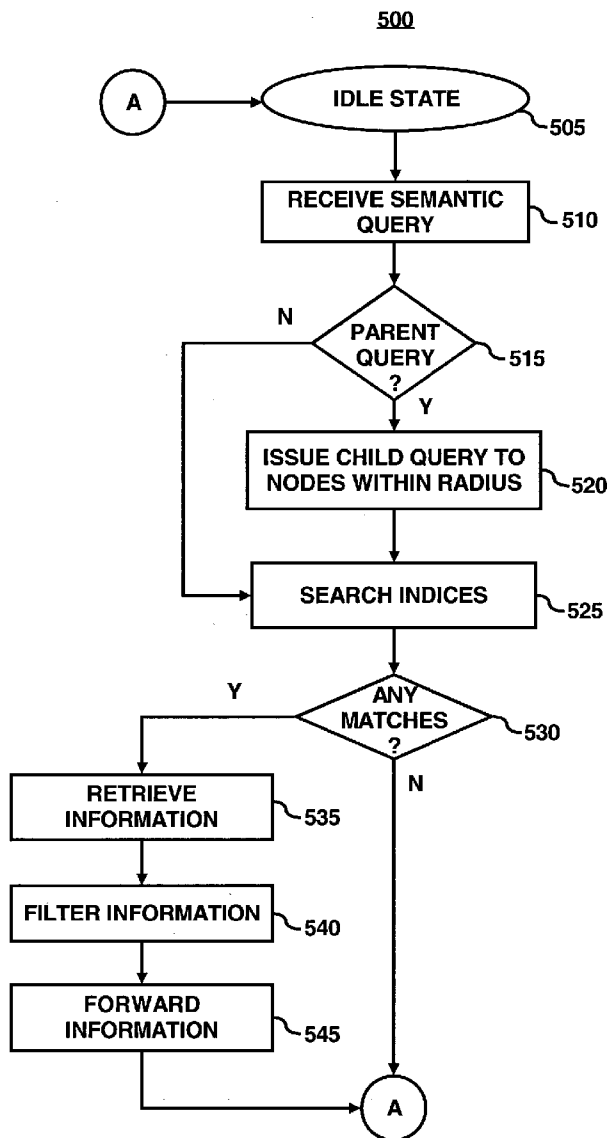 500
A
IDLE STATE
505
RECEIVE SEMANTIC
QUERY
510
N
PARENT
QUERY
?
515
Y
ISSUE CHILD QUERY TO
NODES WITHIN RADIUS
520
SEARCH INDICES
525
Y
ANY
MATCHES
?
530
N
RETRIEVE
INFORMATION
535
FILTER INFORMATION
540
FORWARD
INFORMATION
545
A